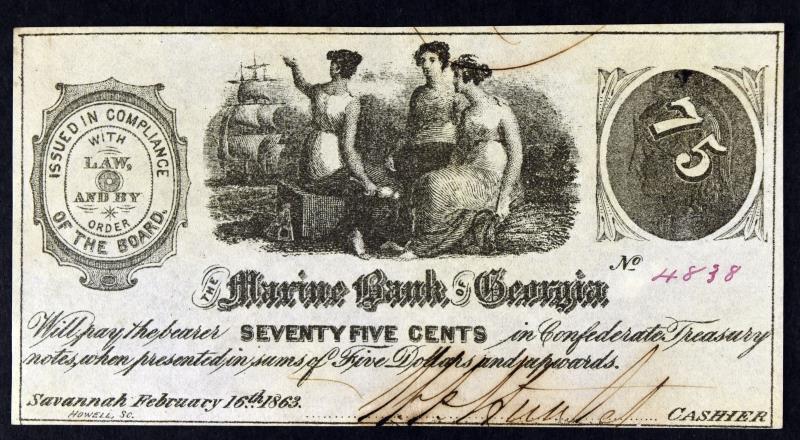 ISSUED IN COMPLIANCE
WITH
LAW,
AND BY
ORDER
OF THE BOARD.
75
No 4838
THE Marine Bank OF Georgia
Will pay the bearer SEVENTY FIVE CENTS in Confederate Treasury
notes, when presented, in sums of Five Dollars and upwards.
Savannah February 16th 1863.
HOWELL, SC.
CASHIER